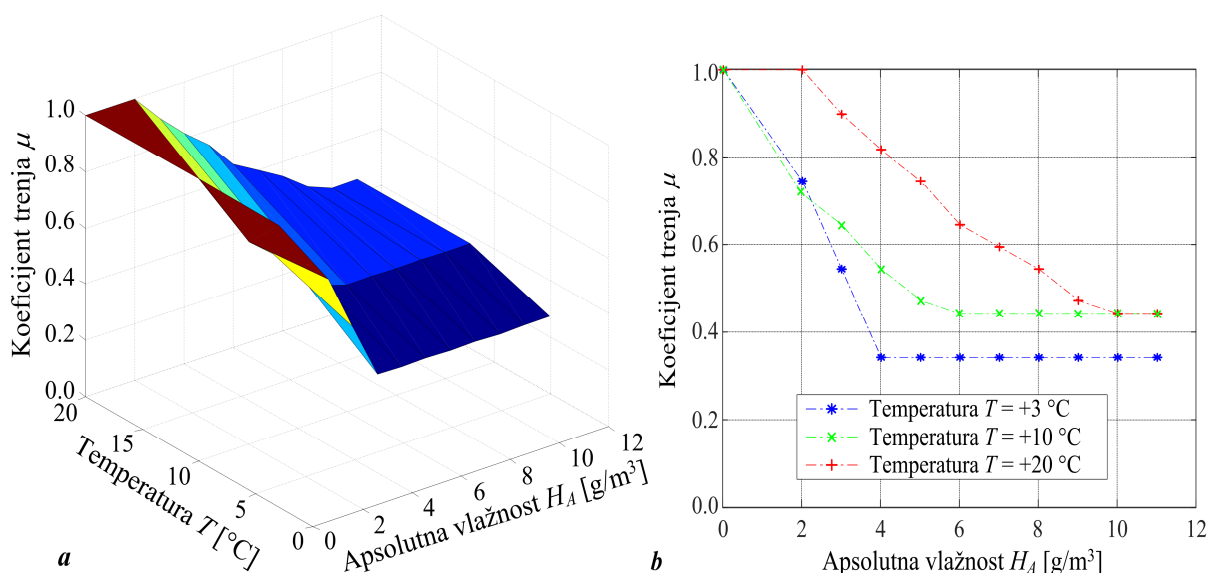 Koeficijent trenja μ
1.0
0.8
0.6
0.4
0.2
0.0
20
15
10
5
0
Temperatura T [°C]
0
2
4
6
8
10
12
Apsolutna vlažnost H_A [g/m³]
a
Koeficijent trenja μ
1.0
0.8
0.6
0.4
0.2
0.0
Temperatura T = +3 °C
Temperatura T = +10 °C
Temperatura T = +20 °C
0 2 4 6 8 10 12
Apsolutna vlažnost H_A [g/m³]
b